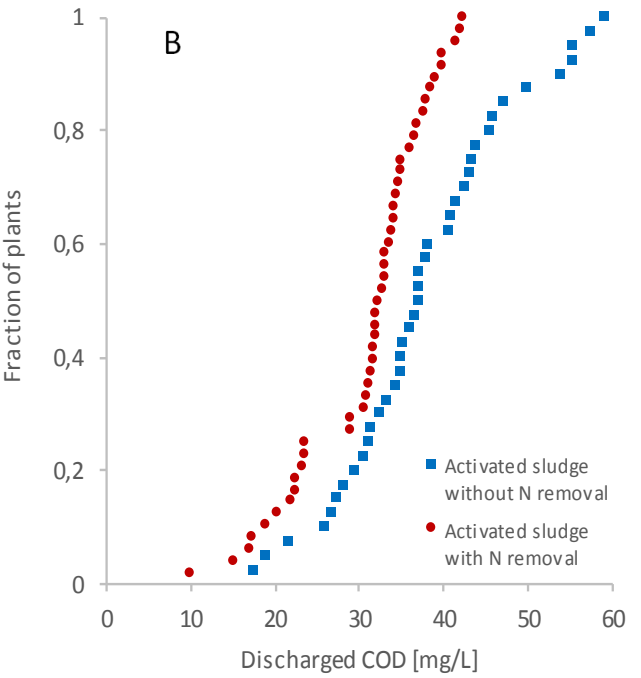 B
Fraction of plants
1
0,8
0,6
0,4
0,2
0
0
10
20
30
40
50
60
Discharged COD [mg/L]
Activated sludge
without N removal
Activated sludge
with N removal